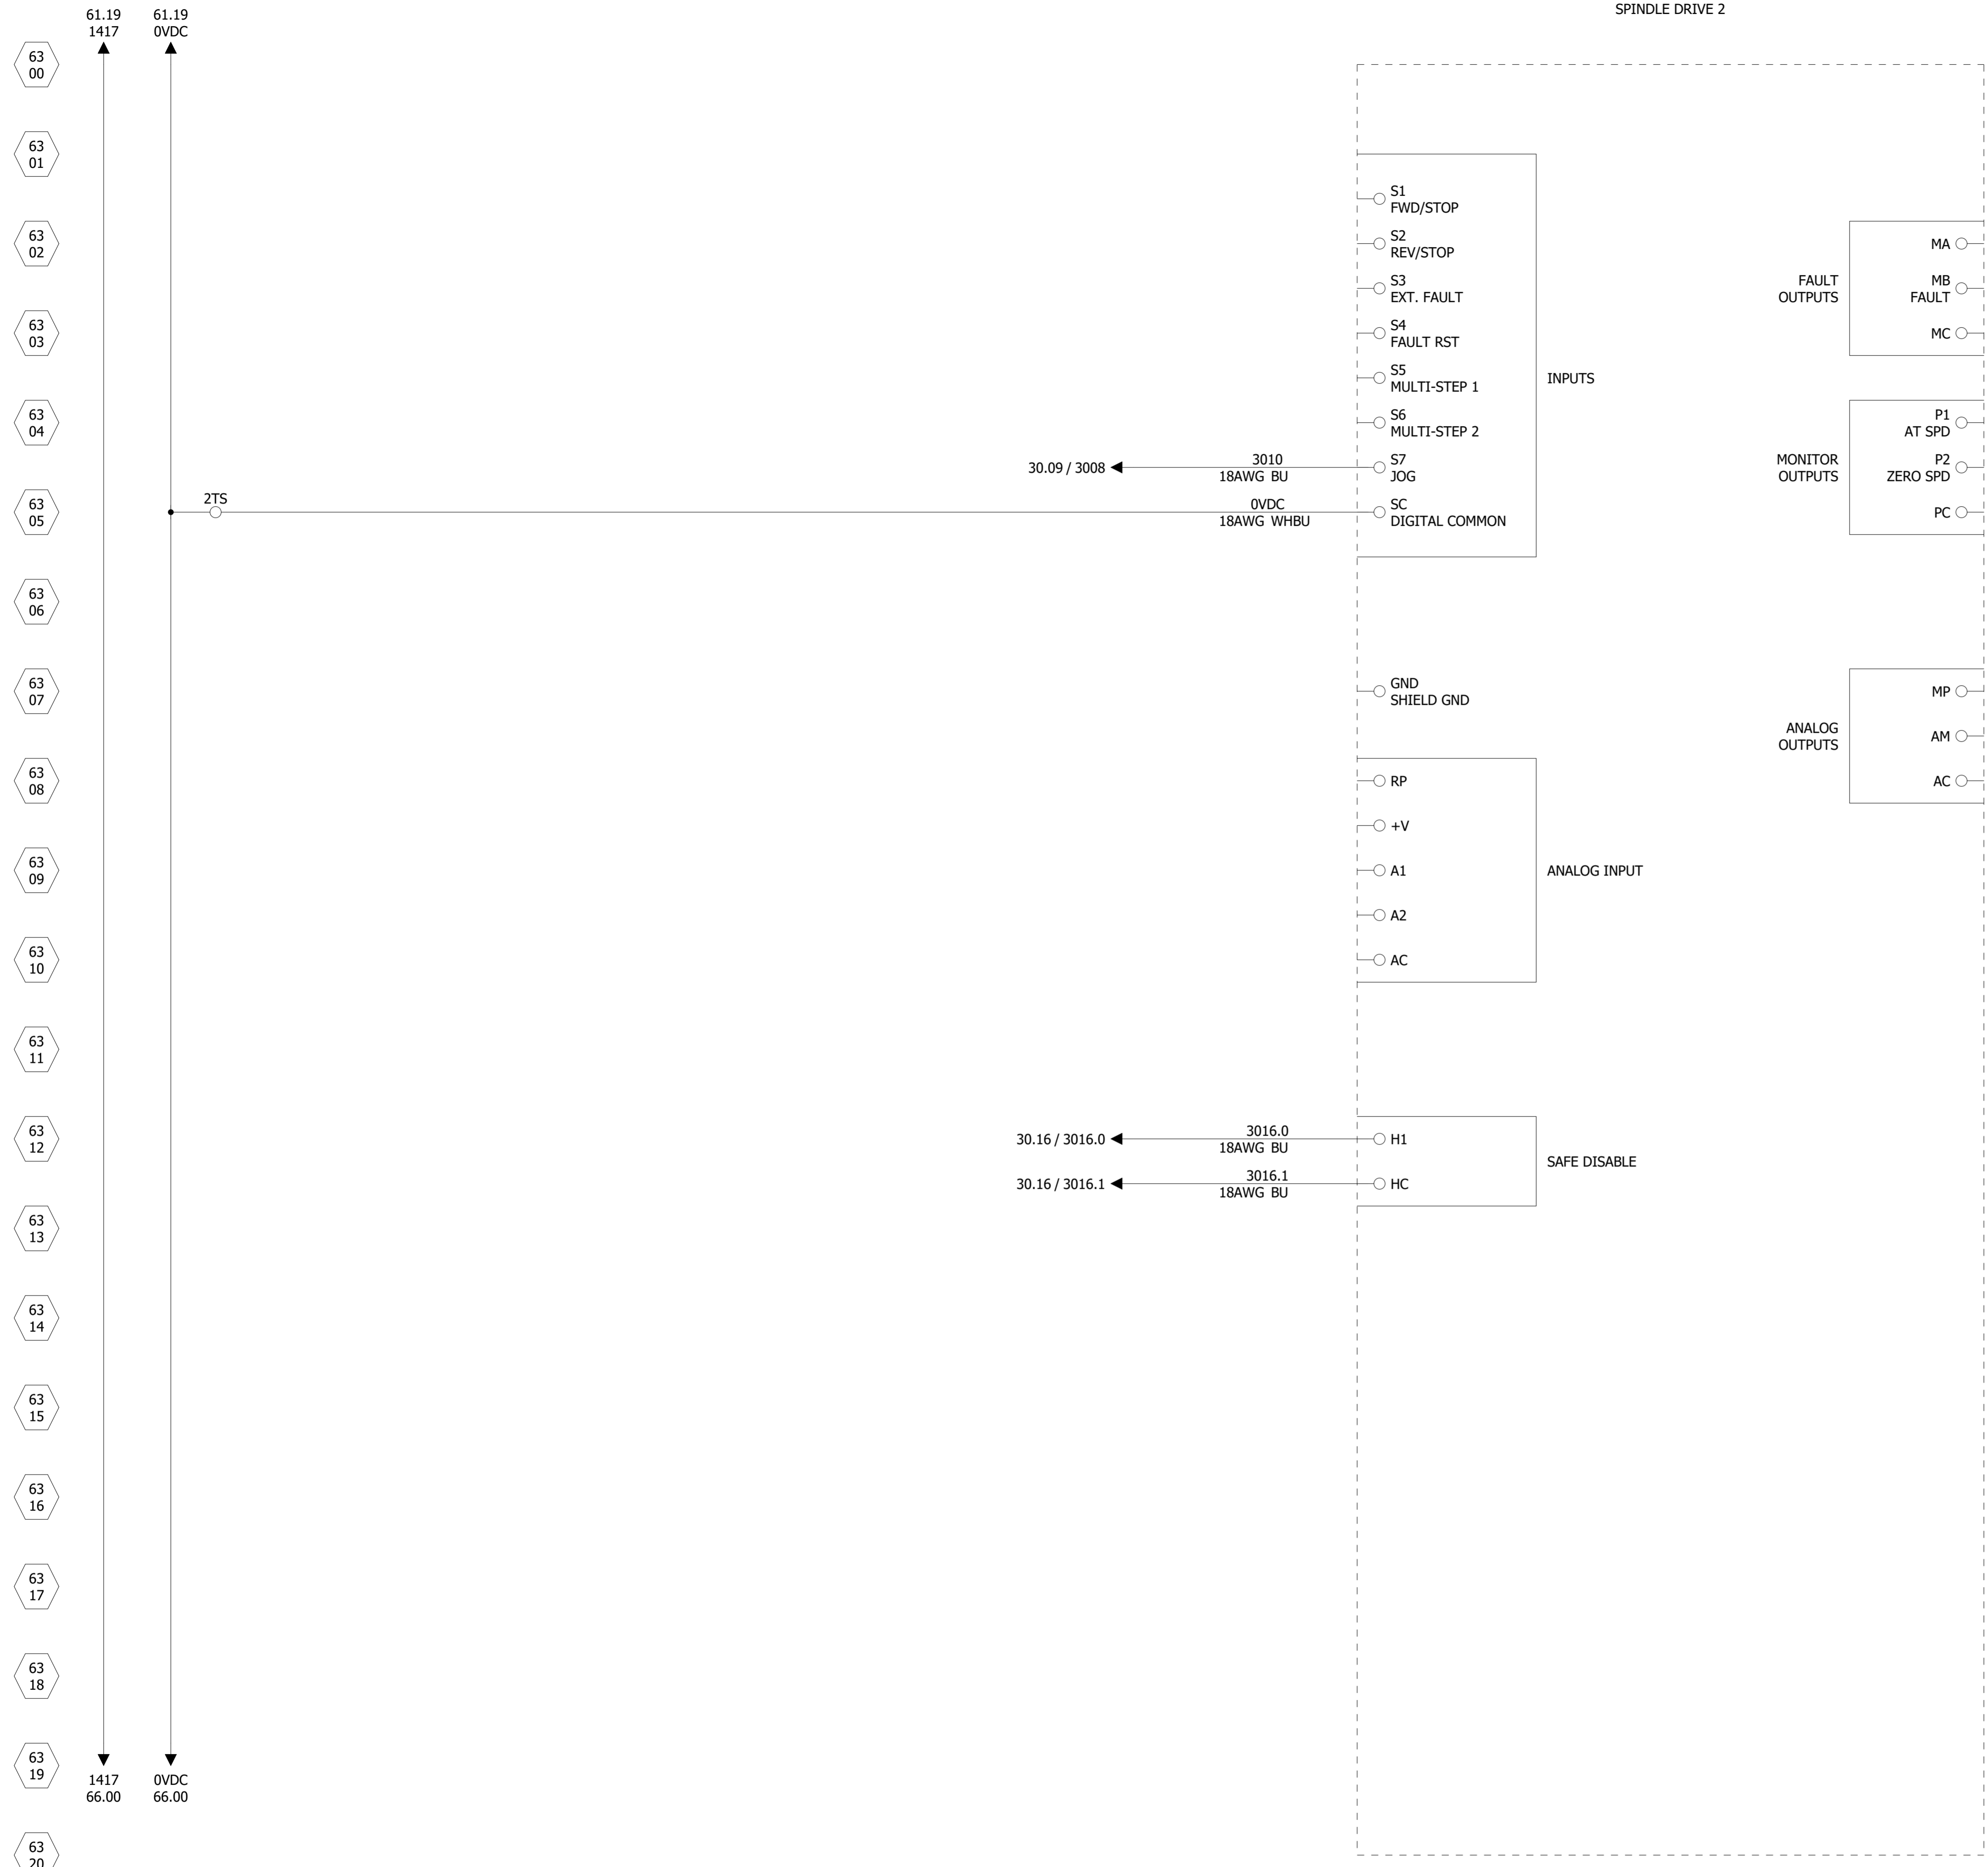 SPINDLE DRIVE 2
61.19
1417
61.19
0VDC
63
00
63
01
S1
FWD/STOP
63
02
S2
REV/STOP
MA
S3
EXT. FAULT
FAULT
OUTPUTS
MB
FAULT
63
03
S4
FAULT RST
MC
S5
MULTI-STEP 1
INPUTS
63
04
S6
MULTI-STEP 2
P1
AT SPD
30.09 / 3008
3010
18AWG BU
S7
JOG
MONITOR
OUTPUTS
P2
ZERO SPD
63
05
2TS
0VDC
18AWG WHBU
SC
DIGITAL COMMON
PC
63
06
63
07
GND
SHIELD GND
MP
ANALOG
OUTPUTS
AM
63
08
RP
AC
+V
63
09
A1
ANALOG INPUT
A2
63
10
AC
63
11
63
12
30.16 / 3016.0
3016.0
18AWG BU
H1
SAFE DISABLE
30.16 / 3016.1
3016.1
18AWG BU
HC
63
13
63
14
63
15
63
16
63
17
63
18
63
19
1417
66.00
0VDC
66.00
63
20